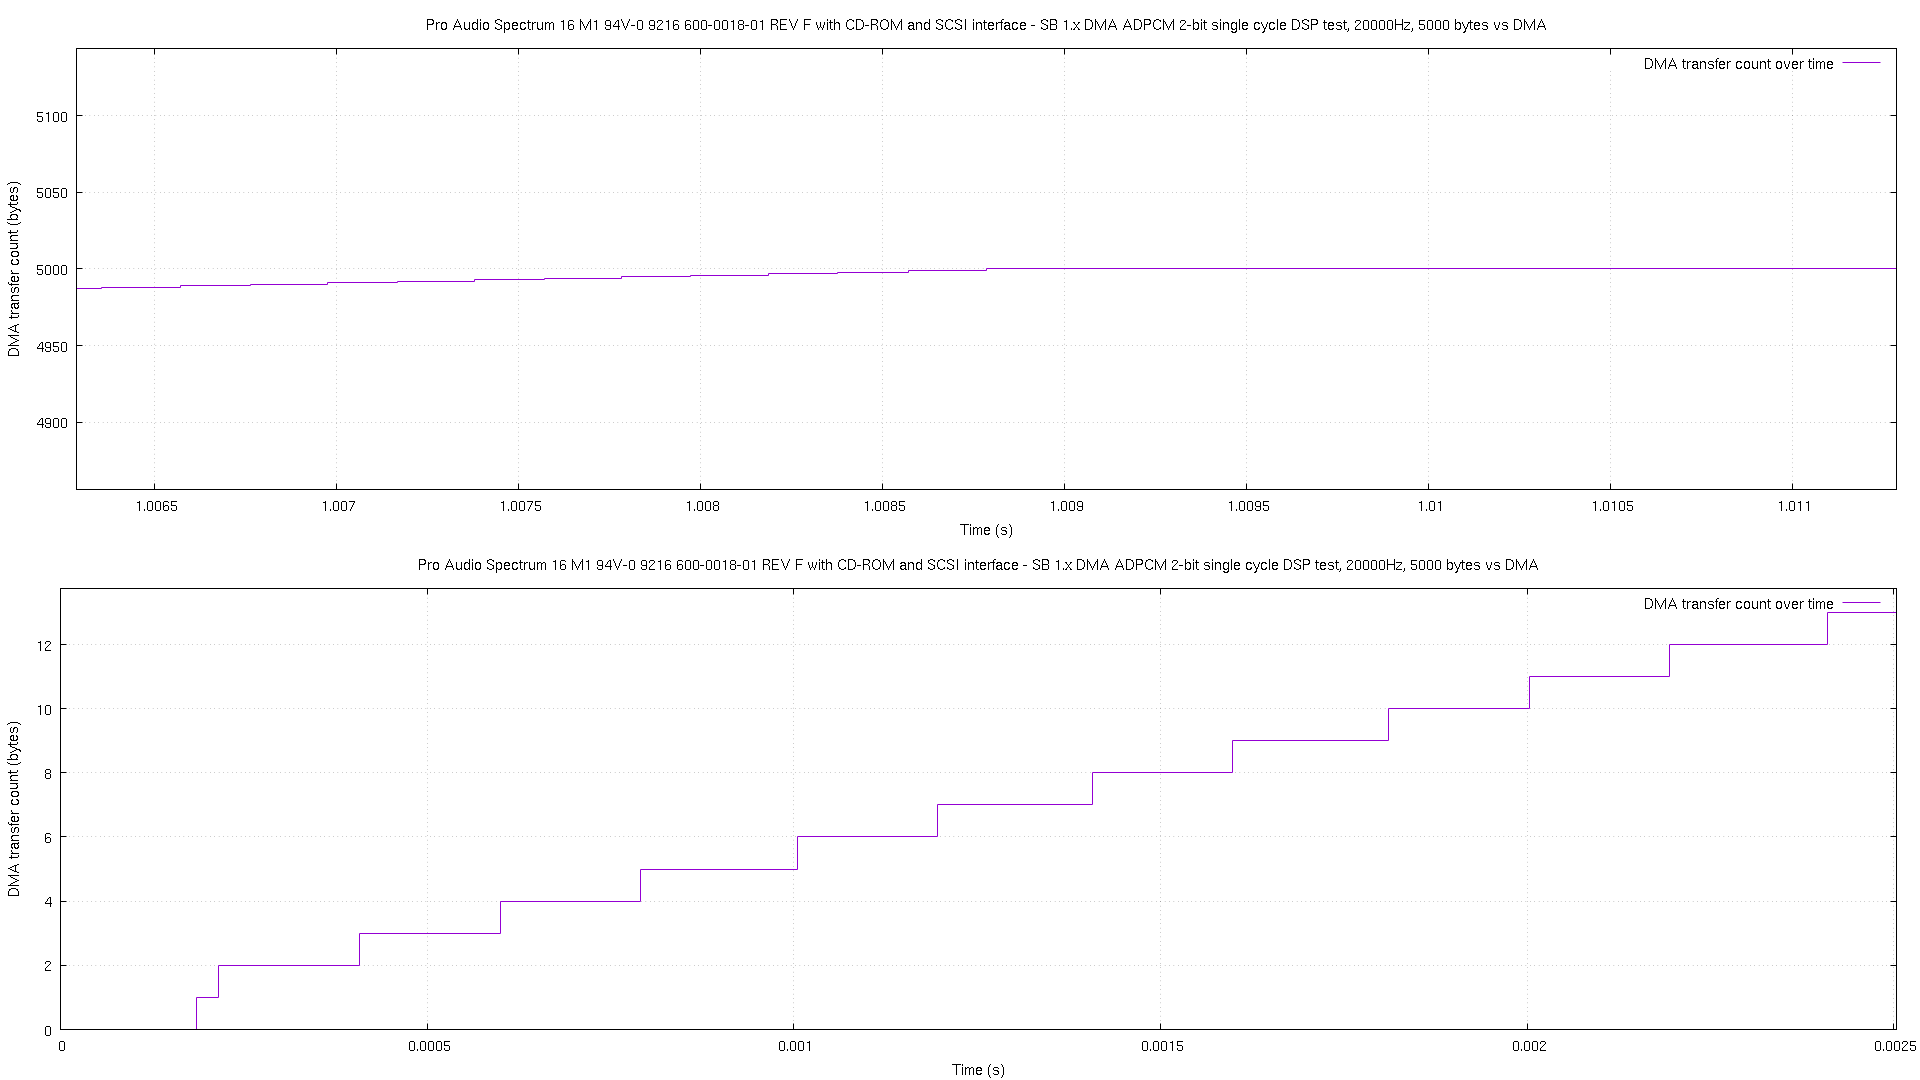 Pro Audio Spectrum 16 M1 94V-0 9216 600-0018-01 REV F with CD-ROM and SCSI interface - SB 1.x DMA ADPCM 2-bit single cycle DSP test, 20000Hz, 5000 bytes vs DMA
DMA transfer count over time
DMA transfer count (bytes)
5100
5050
5000
4950
4900
1.0065 1.007 1.0075 1.008 1.0085 1.009 1.0095 1.01 1.0105 1.011
Time (s)
Pro Audio Spectrum 16 M1 94V-0 9216 600-0018-01 REV F with CD-ROM and SCSI interface - SB 1.x DMA ADPCM 2-bit single cycle DSP test, 20000Hz, 5000 bytes vs DMA
DMA transfer count over time
DMA transfer count (bytes)
12
10
8
6
4
2
0
0 0.0005 0.001 0.0015 0.002 0.0025
Time (s)